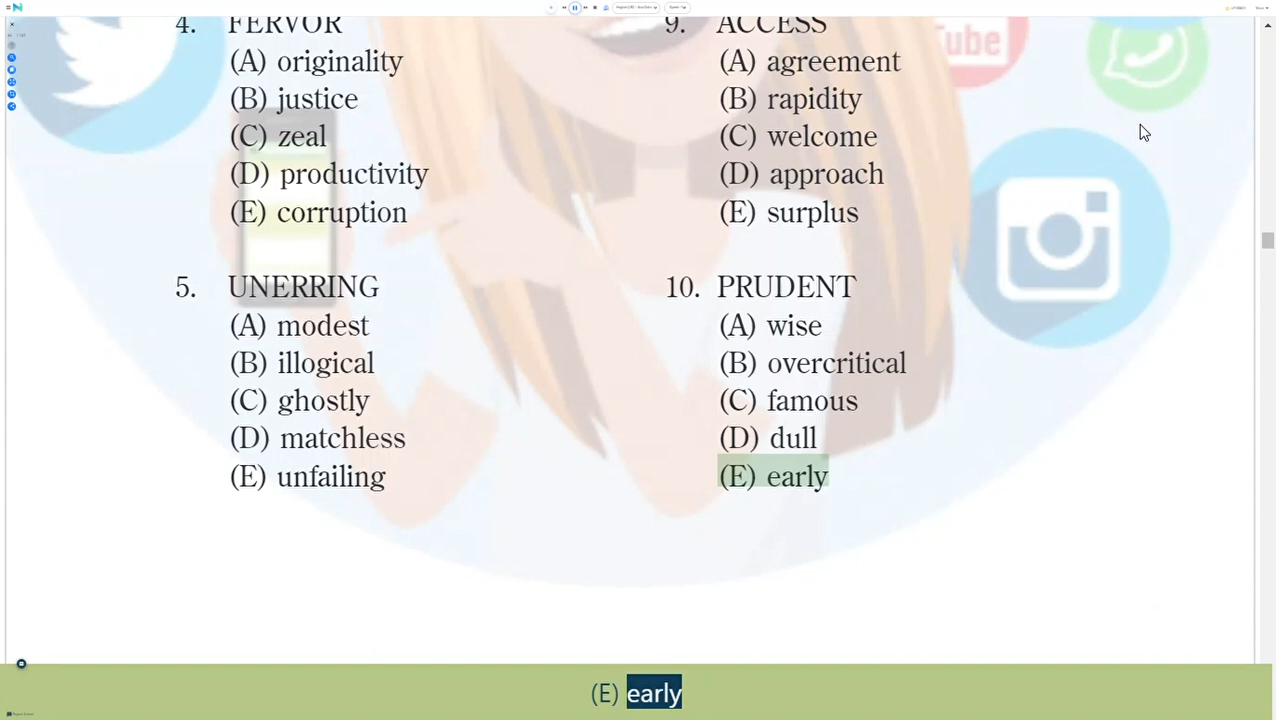 4. FERVOR
(A) originality
(B) justice
(C) zeal
(D) productivity
(E) corruption
5. UNERRING
(A) modest
(B) illogical
(C) ghostly
(D) matchless
(E) unfailing
9. ACCESS
(A) agreement
(B) rapidity
(C) welcome
(D) approach
(E) surplus
10. PRUDENT
(A) wise
(B) overcritical
(C) famous
(D) dull
(E) early
Tube
(E) early